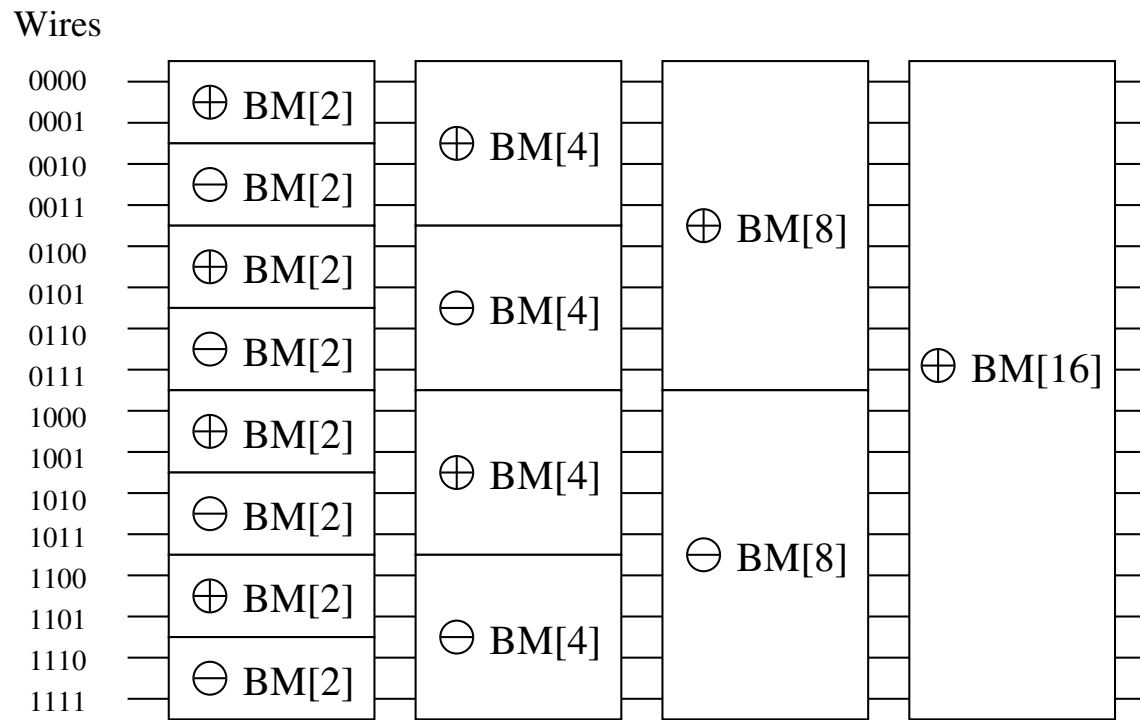 Wires
0000
0001
0010
0011
0100
0101
0110
0111
1000
1001
1010
1011
1100
1101
1110
1111
⊕ BM[2]
⊖ BM[2]
⊕ BM[2]
⊖ BM[2]
⊕ BM[2]
⊖ BM[2]
⊕ BM[2]
⊖ BM[2]
⊕ BM[4]
⊖ BM[4]
⊕ BM[4]
⊖ BM[4]
⊕ BM[8]
⊖ BM[8]
⊕ BM[16]